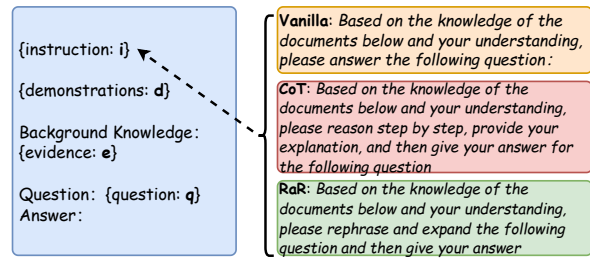 {instruction: i}
{demonstrations: d}
Background Knowledge:
{evidence: e}
Question: {question: q}
Answer:
Vanilla: Based on the knowledge of the
documents below and your understanding,
please answer the following question:
CoT: Based on the knowledge of the
documents below and your understanding,
please reason step by step, provide your
explanation, and then give your answer for
the following question
RaR: Based on the knowledge of the
documents below and your understanding,
please rephrase and expand the following
question and then give your answer